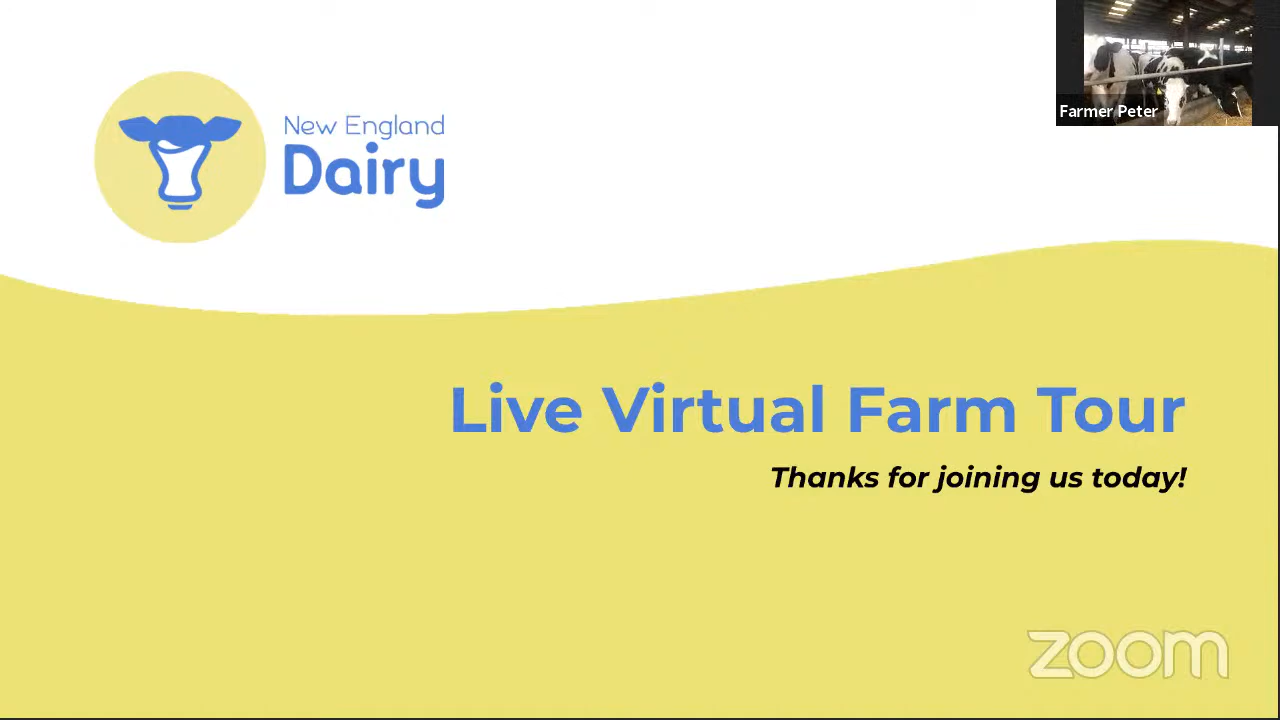 New England
Dairy
Farmer Peter
Live Virtual Farm Tour
Thanks for joining us today!
zoom